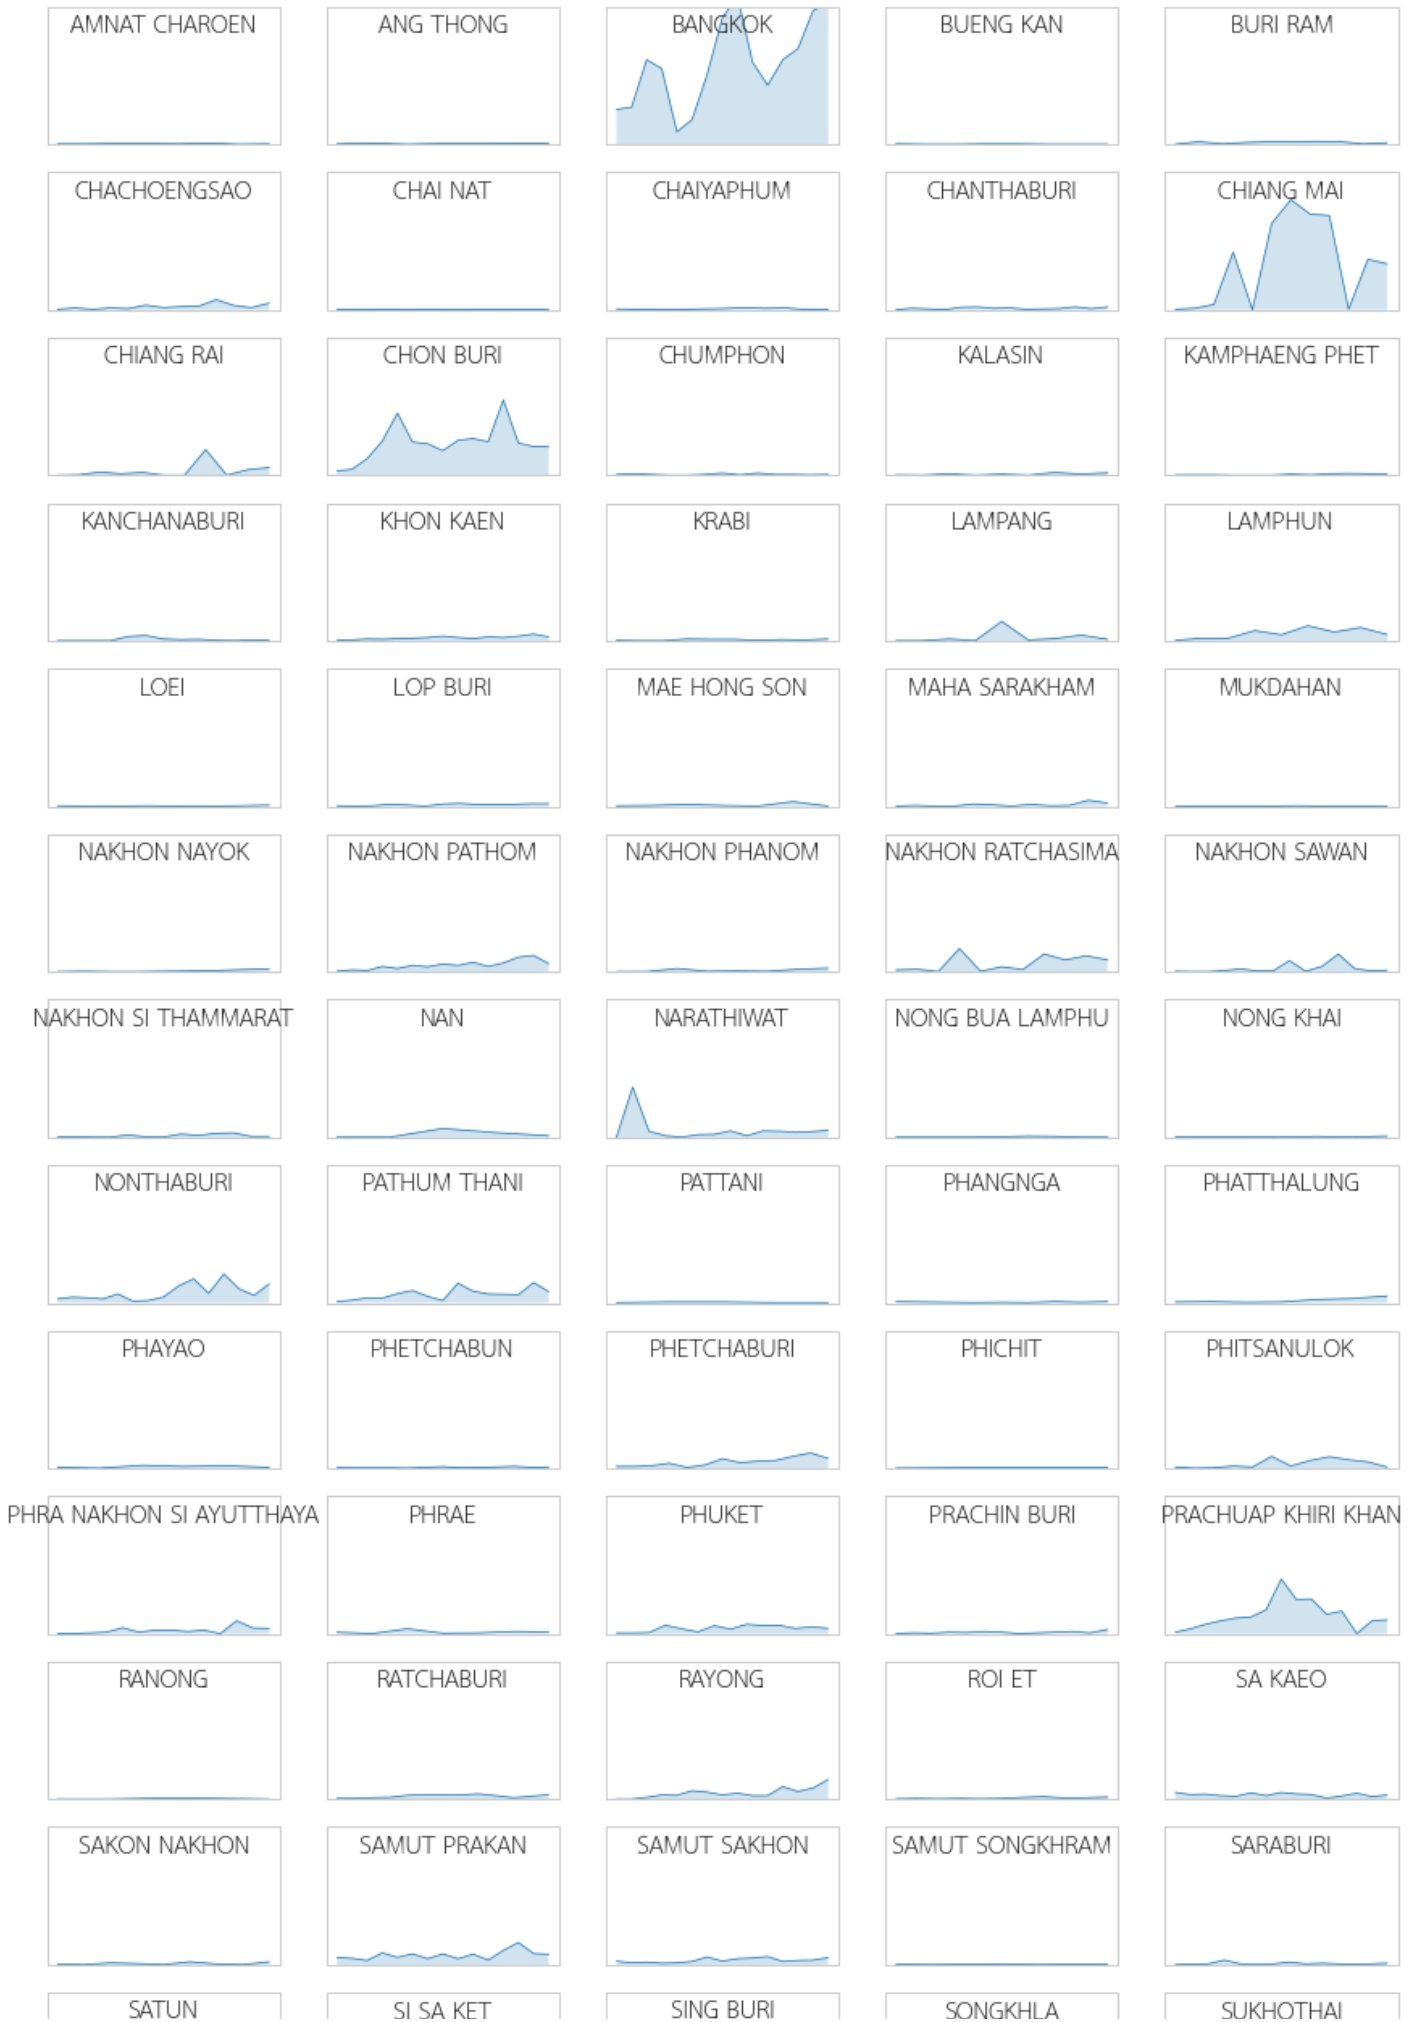 AMNAT CHAROEN
ANG THONG
BANGKOK
BUENG KAN
BURI RAM
CHACHOENGSAO
CHAI NAT
CHAIYAPHUM
CHANTHABURI
CHIANG MAI
CHIANG RAI
CHON BURI
CHUMPHON
KALASIN
KAMPHAENG PHET
KANCHANABURI
KHON KAEN
KRABI
LAMPANG
LAMPHUN
LOEI
LOP BURI
MAE HONG SON
MAHA SARAKHAM
MUKDAHAN
NAKHON NAYOK
NAKHON PATHOM
NAKHON PHANOM
NAKHON RATCHASIMA
NAKHON SAWAN
NAKHON SI THAMMARAT
NAN
NARATHIWAT
NONG BUA LAMPHU
NONG KHAI
NONTHABURI
PATHUM THANI
PATTANI
PHANGNGA
PHATTHALUNG
PHAYAO
PHETCHABUN
PHETCHABURI
PHICHIT
PHITSANULOK
PHRA NAKHON SI AYUTTHAYA
PHRAE
PHUKET
PRACHIN BURI
PRACHUAP KHIRI KHAN
RANONG
RATCHABURI
RAYONG
ROI ET
SA KAEO
SAKON NAKHON
SAMUT PRAKAN
SAMUT SAKHON
SAMUT SONGKHRAM
SARABURI
SATUN
SI SA KET
SING BURI
SONGKHLA
SUKHOTHAI